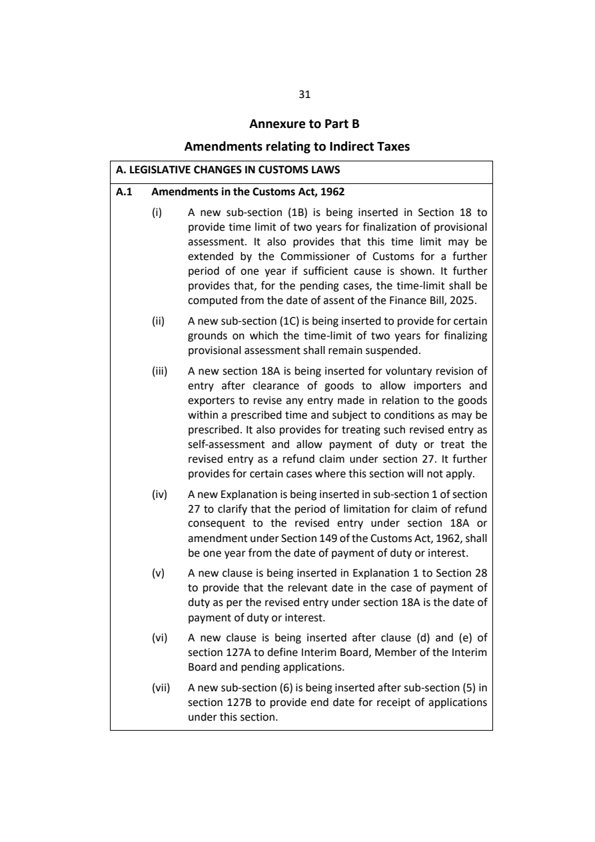 31
Annexure to Part B
Amendments relating to Indirect Taxes
A. LEGISLATIVE CHANGES IN CUSTOMS LAWS
A.1 Amendments in the Customs Act, 1962
(i) A new sub-section (1B) is being inserted in Section 18 to
provide time limit of two years for finalization of provisional
assessment. It also provides that this time limit may be
extended by the Commissioner of Customs for a further
period of one year if sufficient cause is shown. It further
provides that, for the pending cases, the time-limit shall be
computed from the date of assent of the Finance Bill, 2025.
(ii) A new sub-section (1C) is being inserted to provide for certain
grounds on which the time-limit of two years for finalizing
provisional assessment shall remain suspended.
(iii) A new section 18A is being inserted for voluntary revision of
entry after clearance of goods to allow importers and
exporters to revise any entry made in relation to the goods
within a prescribed time and subject to conditions as may be
prescribed. It also provides for treating such revised entry as
self-assessment and allow payment of duty or treat the
revised entry as a refund claim under section 27. It further
provides for certain cases where this section will not apply.
(iv) A new Explanation is being inserted in sub-section 1 of section
27 to clarify that the period of limitation for claim of refund
consequent to the revised entry under section 18A or
amendment under Section 149 of the Customs Act, 1962, shall
be one year from the date of payment of duty or interest.
(v) A new clause is being inserted in Explanation 1 to Section 28
to provide that the relevant date in the case of payment of
duty as per the revised entry under section 18A is the date of
payment of duty or interest.
(vi) A new clause is being inserted after clause (d) and (e) of
section 127A to define Interim Board, Member of the Interim
Board and pending applications.
(vii) A new sub-section (6) is being inserted after sub-section (5) in
section 127B to provide end date for receipt of applications
under this section.